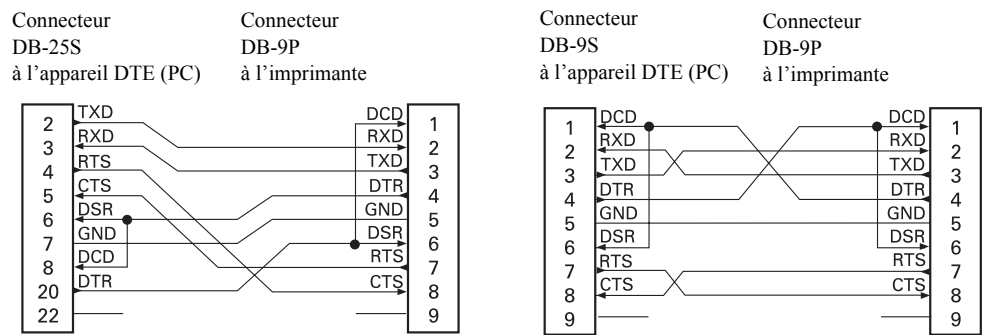 Connecteur
DB-25S
à l’appareil DTE (PC)
Connecteur
DB-9P
à l’imprimante
2 TXD DCD 1
3 RXD RXD 2
4 RTS TXD 3
5 CTS DTR 4
6 DSR GND 5
7 GND DSR 6
8 DCD RTS 7
20 DTR CTS 8
22 9
Connecteur
DB-9S
à l’appareil DTE (PC)
Connecteur
DB-9P
à l’imprimante
1 DCD DCD 1
2 RXD RXD 2
3 TXD TXD 3
4 DTR DTR 4
5 GND GND 5
6 DSR DSR 6
7 RTS RTS 7
8 CTS CTS 8
9 9